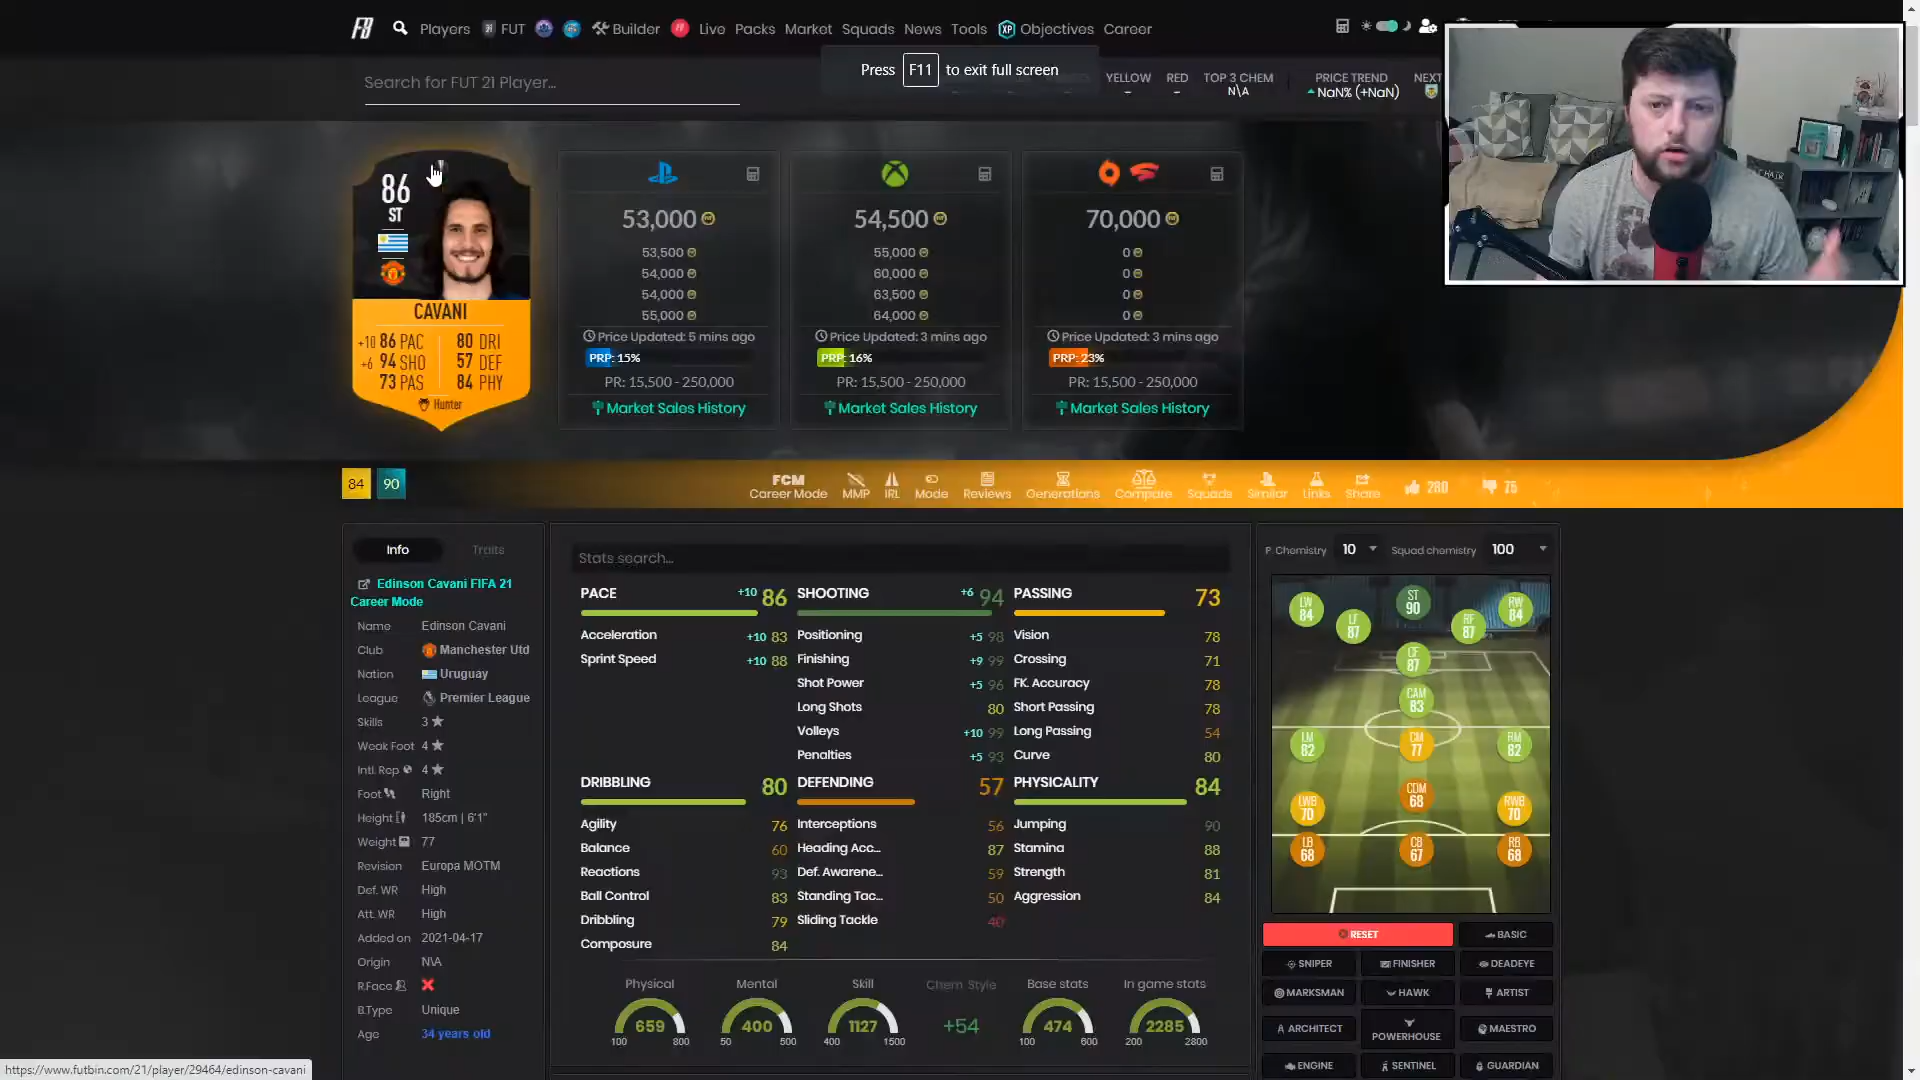 Players FUT Builder Live Packs Market Squads News Tools XP Objectives Career
Press F11 to exit full screen
Search for FUT 21 Player...
YELLOW RED TOP 3 CHEM PRICE TREND NEXT
- - N\A NaN% (+NaN)
86
ST
CAVANI
+10 86 PAC 80 DRI
+6 94 SHO 57 DEF
73 PAS 84 PHY
Hunter
53,000
53,500
54,000
54,000
55,000
Price Updated: 5 mins ago
PRP: 15%
PR: 15,500 - 250,000
Market Sales History
54,500
55,000
60,000
63,500
64,000
Price Updated: 3 mins ago
PRP: 16%
PR: 15,500 - 250,000
Market Sales History
70,000
0
0
0
0
Price Updated: 3 mins ago
PRP: 23%
PR: 15,500 - 250,000
Market Sales History
84 90
FCM
Career Mode MMP IRL Mode Reviews Generations Compare Squads Similar Links Share 280 75
Info Traits
Edinson Cavani FIFA 21
Career Mode
Name Edinson Cavani
Club Manchester Utd
Nation Uruguay
League Premier League
Skills 3
Weak Foot 4
Intl. Rep 4
Foot Right
Height 185cm | 6'1"
Weight 77
Revision Europa MOTM
Def. WR High
Att. WR High
Added on 2021-04-17
Origin N\A
R.Face
B.Type Unique
Age 34 years old
Stats search...
PACE +10 86
Acceleration +10 83
Sprint Speed +10 88
SHOOTING +6 94
Positioning +5 98
Finishing +9 99
Shot Power +5 96
Long Shots 80
Volleys +10 99
Penalties +5 93
PASSING 73
Vision 78
Crossing 71
FK. Accuracy 78
Short Passing 78
Long Passing 54
Curve 80
DRIBBLING 80
Agility 76
Balance 60
Reactions 93
Ball Control 83
Dribbling 79
Composure 84
DEFENDING 57
Interceptions 56
Heading Acc... 87
Def. Awarene... 59
Standing Tac... 50
Sliding Tackle 40
PHYSICALITY 84
Jumping 90
Stamina 88
Strength 81
Aggression 84
Physical Mental Skill Chem Style Base stats In game stats
659 400 1127 +54 474 2285
100 800 50 500 400 1500 100 600 200 2800
P. Chemistry 10 Squad chemistry 100
LW 84
ST 90
RW 84
LF 87
RF 87
CF 87
CAM 83
LM 82
CM 77
RM 82
LWB 70
CDM 68
RWB 70
LB 68
CB 67
RB 68
RESET BASIC
SNIPER FINISHER DEADEYE
MARKSMAN HAWK ARTIST
ARCHITECT POWERHOUSE MAESTRO
ENGINE SENTINEL GUARDIAN
https://www.futbin.com/21/player/29464/edinson-cavani